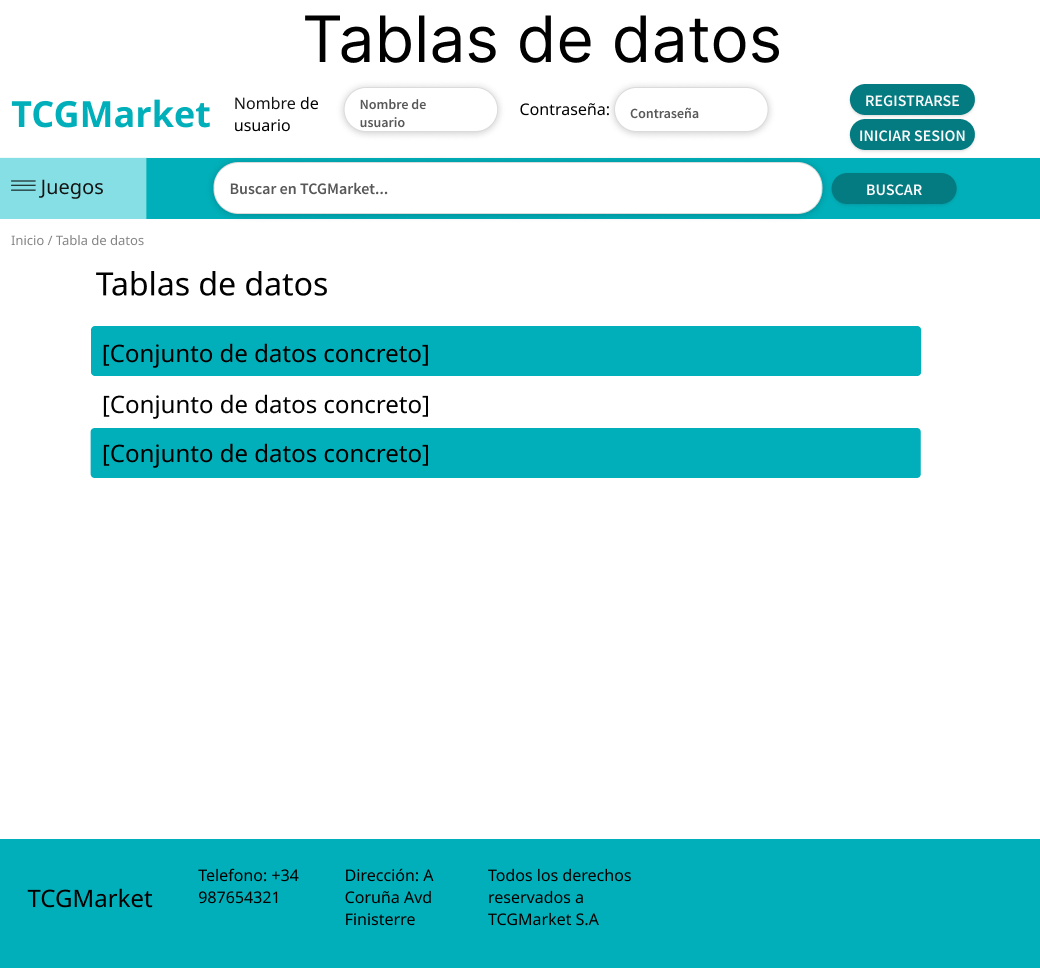 Tablas de datos
TCGMarket
Nombre de
usuario
Nombre de
usuario
Contraseña:
Contraseña
REGISTRARSE
INICIAR SESION
Juegos
Buscar en TCGMarket...
BUSCAR
Inicio / Tabla de datos
Tablas de datos
[Conjunto de datos concreto]
[Conjunto de datos concreto]
[Conjunto de datos concreto]
TCGMarket
Telefono: +34
987654321
Dirección: A
Coruña Avd
Finisterre
Todos los derechos
reservados a
TCGMarket S.A